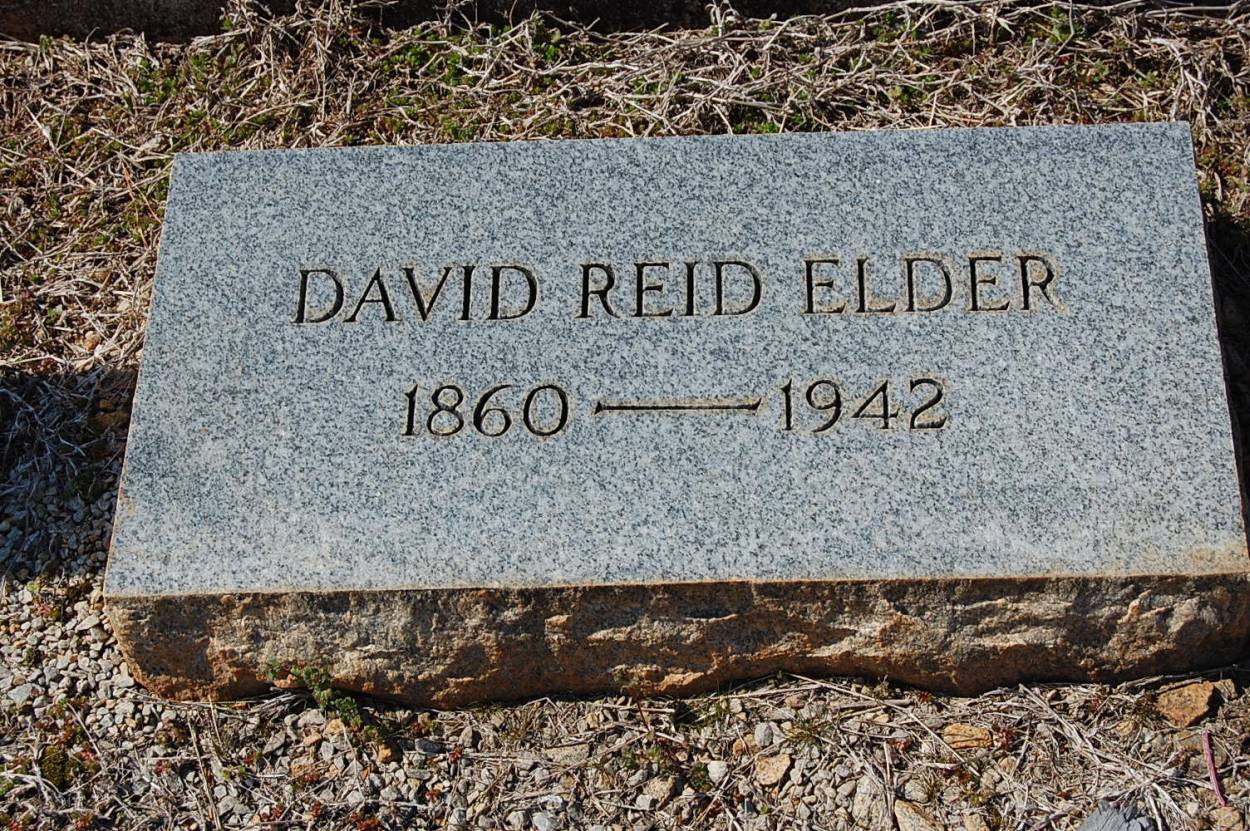 DAVID REID ELDER
1860 — 1942